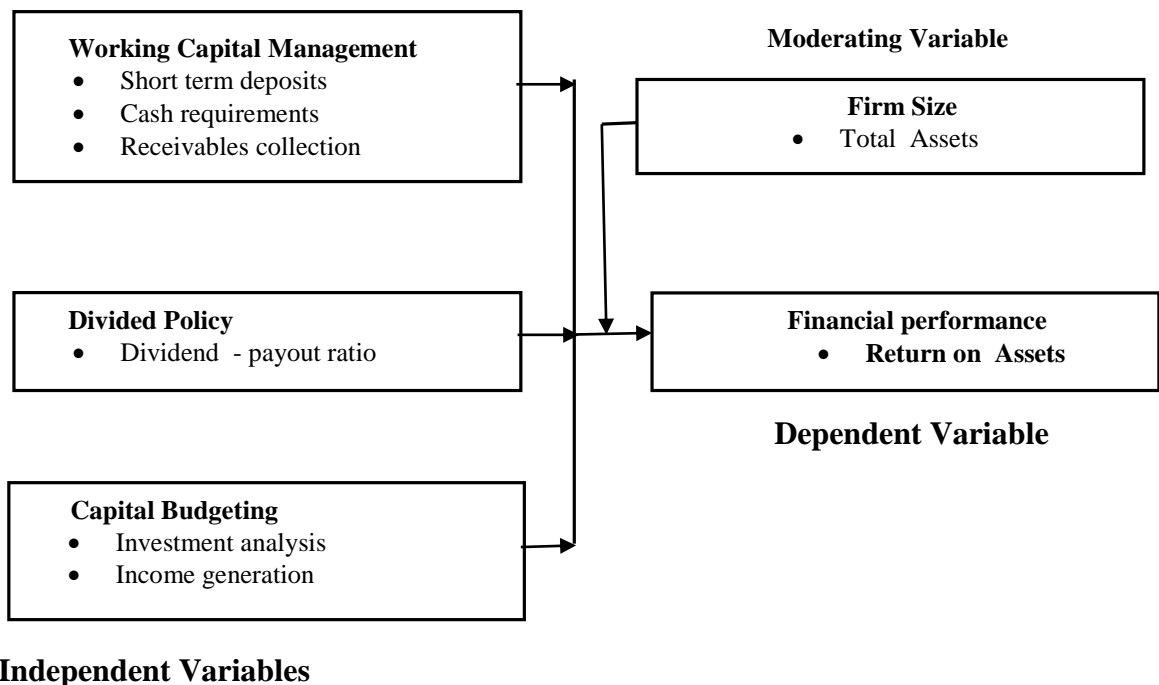 Working Capital Management
• Short term deposits
• Cash requirements
• Receivables collection
Moderating Variable
Firm Size
• Total Assets
Divided Policy
• Dividend - payout ratio
Financial performance
• Return on Assets
Dependent Variable
Capital Budgeting
• Investment analysis
• Income generation
Independent Variables